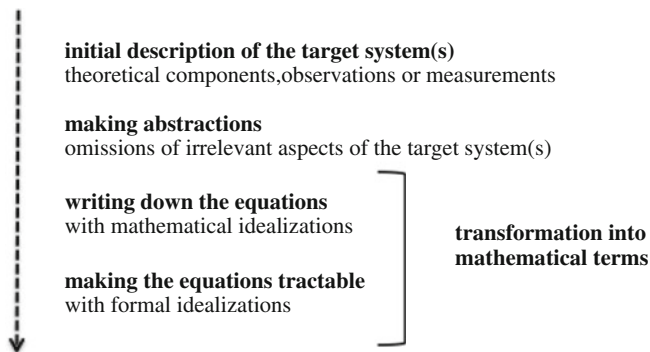 initial description of the target system(s)
theoretical components,observations or measurements
making abstractions
omissions of irrelevant aspects of the target system(s)
writing down the equations
with mathematical idealizations
transformation into
mathematical terms
making the equations tractable
with formal idealizations